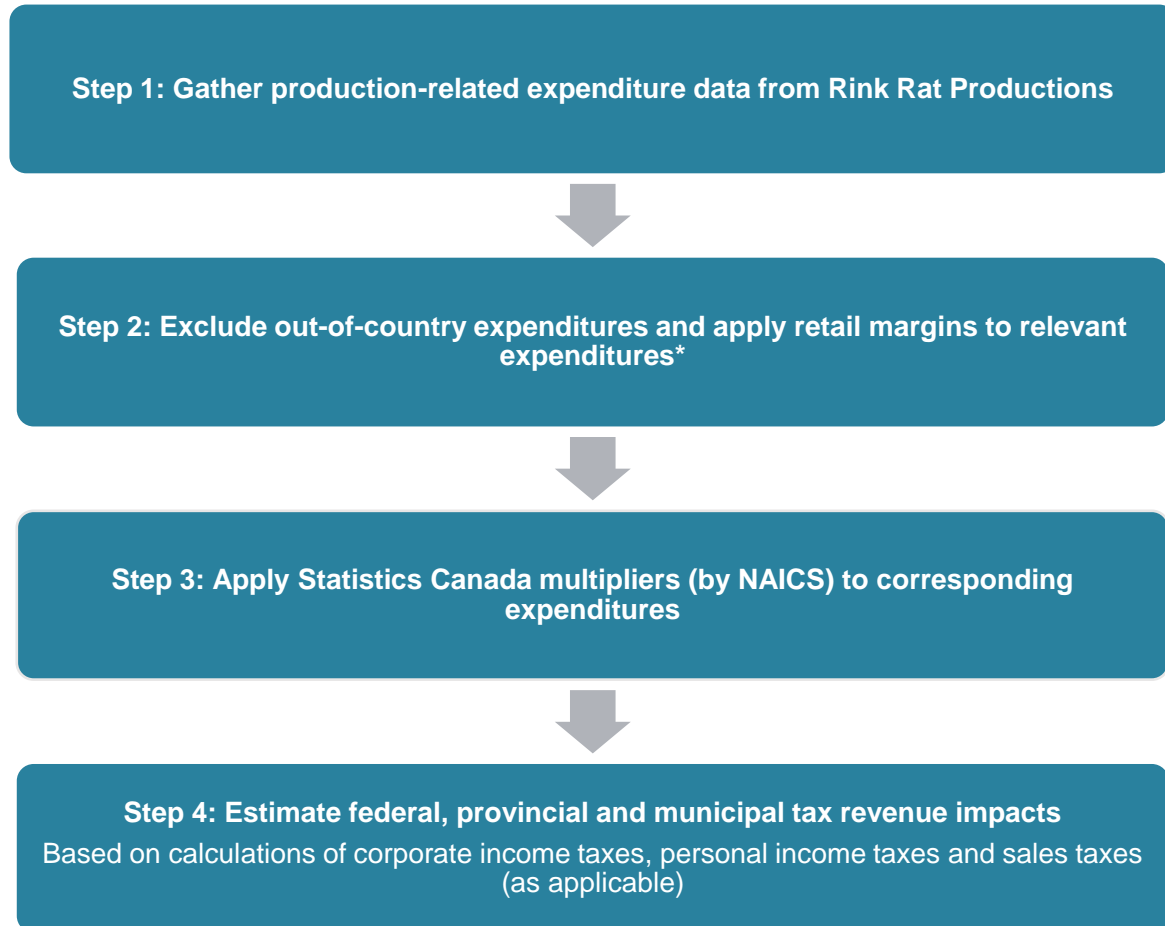 Step 1: Gather production-related expenditure data from Rink Rat Productions
Step 2: Exclude out-of-country expenditures and apply retail margins to relevant
expenditures*
Step 3: Apply Statistics Canada multipliers (by NAICS) to corresponding
expenditures
Step 4: Estimate federal, provincial and municipal tax revenue impacts
Based on calculations of corporate income taxes, personal income taxes and sales taxes
(as applicable)